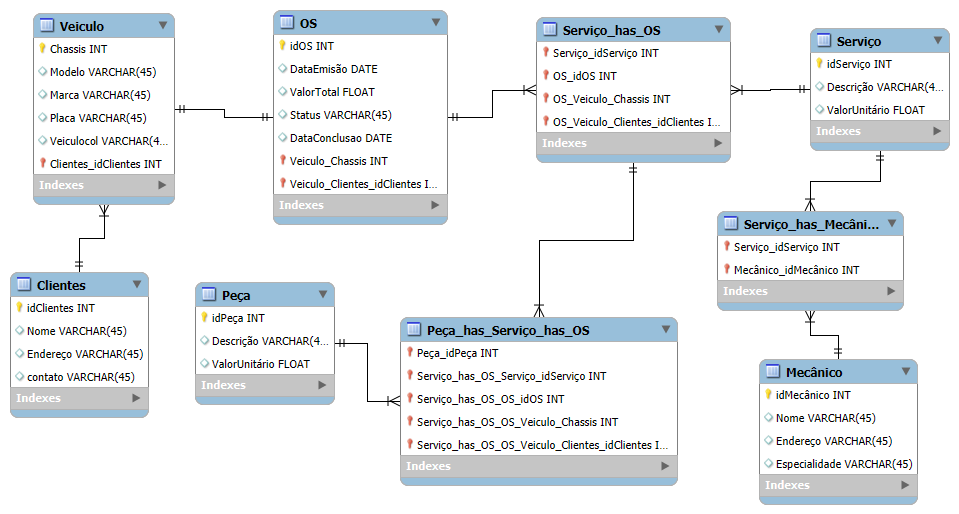 Veiculo
Chassis INT
Modelo VARCHAR(45)
Marca VARCHAR(45)
Placa VARCHAR(45)
Veiculocol VARCHAR(4...
Clientes_idClientes INT
Indexes
OS
idOS INT
DataEmisão DATE
ValorTotal FLOAT
Status VARCHAR(45)
DataConclusao DATE
Veiculo_Chassis INT
Veiculo_Clientes_idClientes I...
Indexes
Serviço_has_OS
Serviço_idServiço INT
OS_idOS INT
OS_Veiculo_Chassis INT
OS_Veiculo_Clientes_idClientes I...
Indexes
Serviço
idServiço INT
Descrição VARCHAR(4...
ValorUnitário FLOAT
Indexes
Serviço_has_Mecâni...
Serviço_idServiço INT
Mecânico_idMecânico INT
Indexes
Clientes
idClientes INT
Nome VARCHAR(45)
Endereço VARCHAR(45)
contato VARCHAR(45)
Indexes
Peça
idPeça INT
Descrição VARCHAR(4...
ValorUnitário FLOAT
Indexes
Peça_has_Serviço_has_OS
Peça_idPeça INT
Serviço_has_OS_Serviço_idServiço INT
Serviço_has_OS_OS_idOS INT
Serviço_has_OS_OS_Veiculo_Chassis INT
Serviço_has_OS_OS_Veiculo_Clientes_idClientes I...
Indexes
Mecânico
idMecânico INT
Nome VARCHAR(45)
Endereço VARCHAR(45)
Especialidade VARCHAR(45)
Indexes